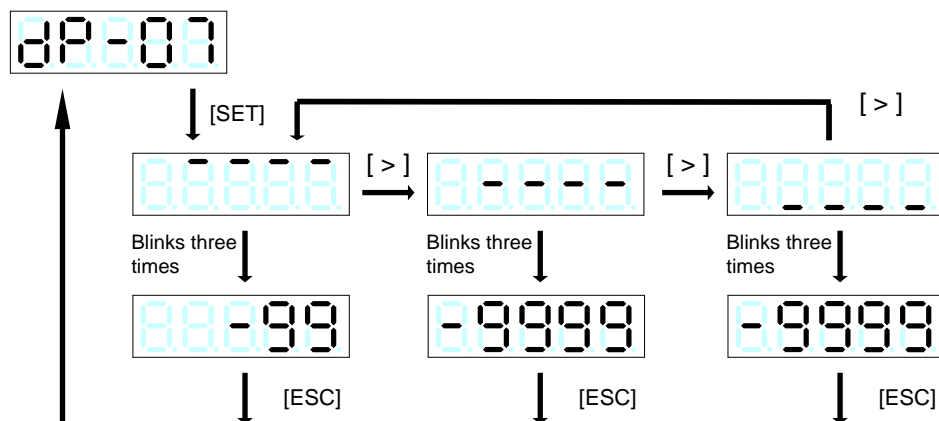 dP-07
[SET]
[ > ]
----
[ > ]
----
[ > ]
----
Blinks three
times
Blinks three
times
Blinks three
times
-99
-9999
-9999
[ESC]
[ESC]
[ESC]